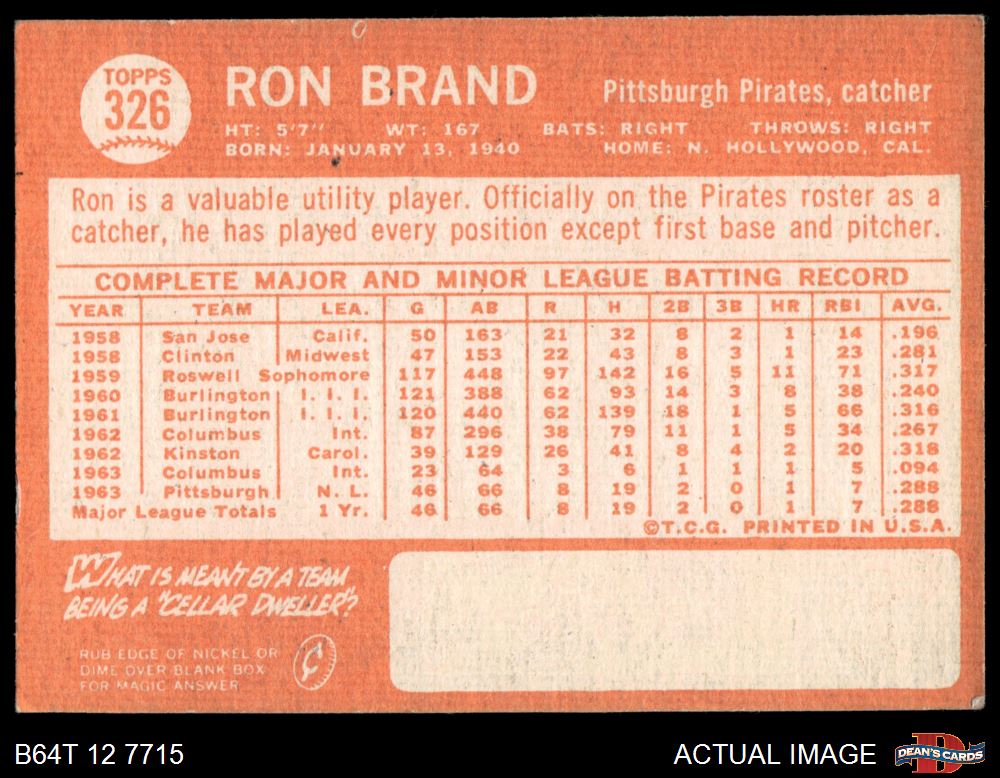 TOPPS
326
RON BRAND
Pittsburgh Pirates, catcher
HT: 5'7" WT: 167 BATS: RIGHT THROWS: RIGHT
BORN: JANUARY 13, 1940 HOME: N. HOLLYWOOD, CAL.
Ron is a valuable utility player. Officially on the Pirates roster as a
catcher, he has played every position except first base and pitcher.
COMPLETE MAJOR AND MINOR LEAGUE BATTING RECORD
YEAR TEAM LEA. G AB R H 2B 3B HR RBI AVG.
1958 San Jose Calif. 50 163 21 32 8 2 1 14 .196
1958 Clinton Midwest 47 153 22 43 8 3 1 23 .281
1959 Roswell Sophomore 117 448 97 142 16 5 11 71 .317
1960 Burlington I. I. I. 121 388 62 93 14 3 8 38 .240
1961 Burlington I. I. I. 120 440 62 139 18 1 5 66 .316
1962 Columbus Int. 87 296 38 79 11 1 5 34 .267
1962 Kinston Carol. 39 129 26 41 8 4 2 20 .318
1963 Columbus Int. 23 64 3 6 1 1 1 5 .094
1963 Pittsburgh N. L. 46 66 8 19 2 0 1 7 .288
Major League Totals 1 Yr. 46 66 8 19 2 0 1 7 .288
©T.C.G. PRINTED IN U.S.A.
WHAT IS MEANT BY A TEAM
BEING A "CELLAR DWELLER"?
RUB EDGE OF NICKEL OR
DIME OVER BLANK BOX
FOR MAGIC ANSWER
B64T 12 7715
ACTUAL IMAGE
DEAN'S CARDS